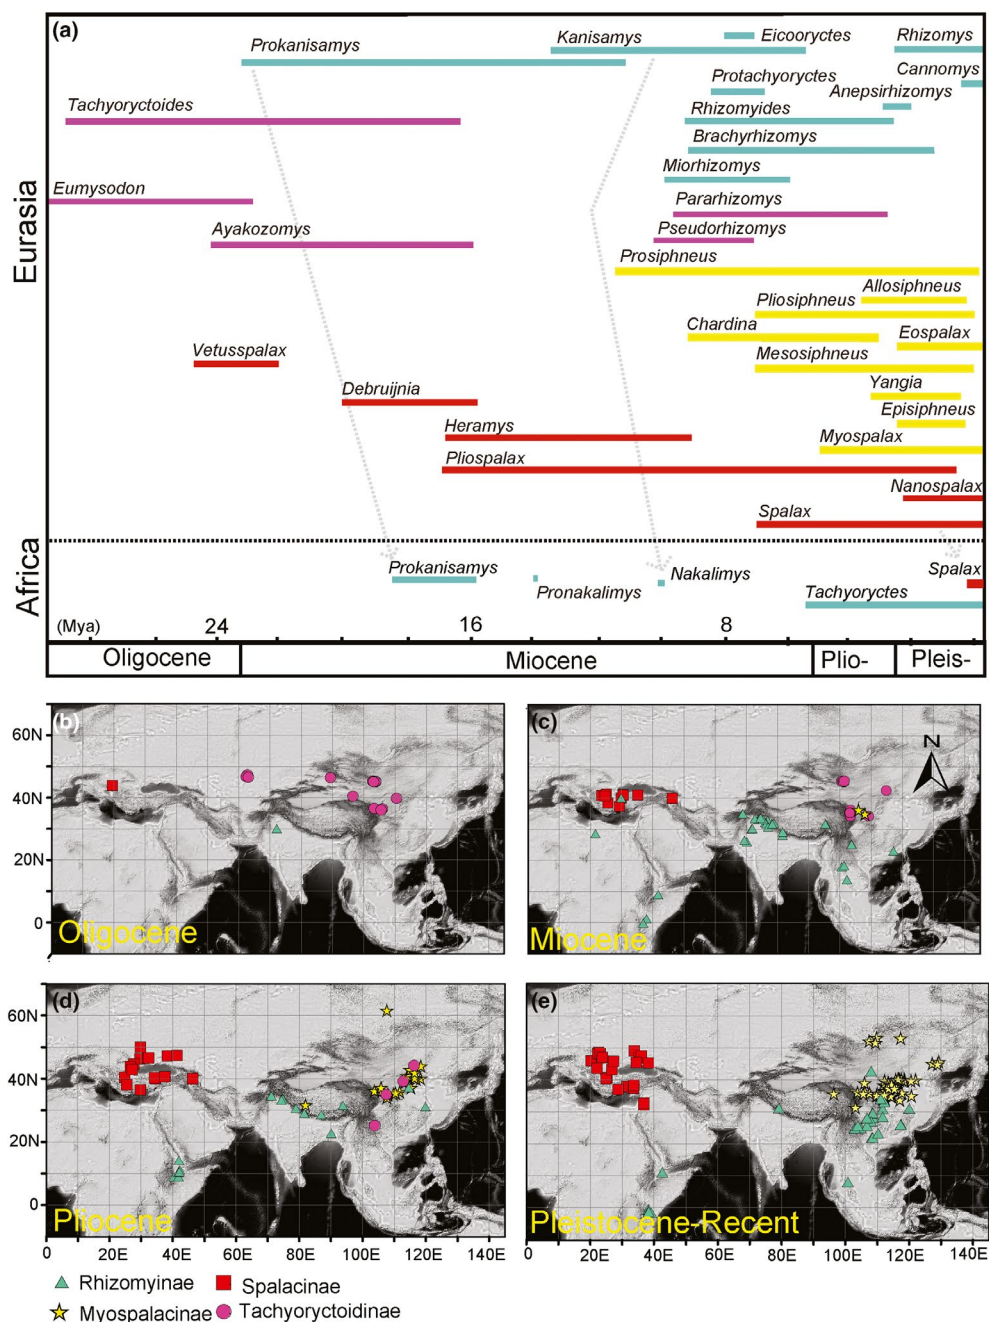 (a)
Prokanisamys
Kanisamys
Eicooryctes
Rhizomys
Cannomys
Protachyoryctes
Anepsirhizomys
Tachyoryctoides
Rhizomyides
Brachyrhizomys
Miorhizomys
Eumysodon
Pararhizomys
Ayakozomys
Pseudorhizomys
Prosiphneus
Allosiphneus
Pliosiphneus
Chardina
Eospalax
Vetusspalax
Mesosiphneus
Debruijnia
Yangia
Episiphneus
Heramys
Myospalax
Pliospalax
Nanospalax
Spalax
Eurasia
Africa
Prokanisamys
Pronakalimys
Nakalimys
Spalax
Tachyoryctes
(Mya) 24 16 8
Oligocene Miocene Plio- Pleis-
(b)
60N
40N
20N
0
Oligocene
(c)
N
Miocene
(d)
60N
40N
20N
0
Pliocene
0 20E 40E 60E 80E 100E 120E 140E
(e)
Pleistocene-Recent
0 20E 40E 60E 80E 100E 120E 140E
Rhizomyinae Spalacinae
Myospalacinae Tachyoryctoidinae